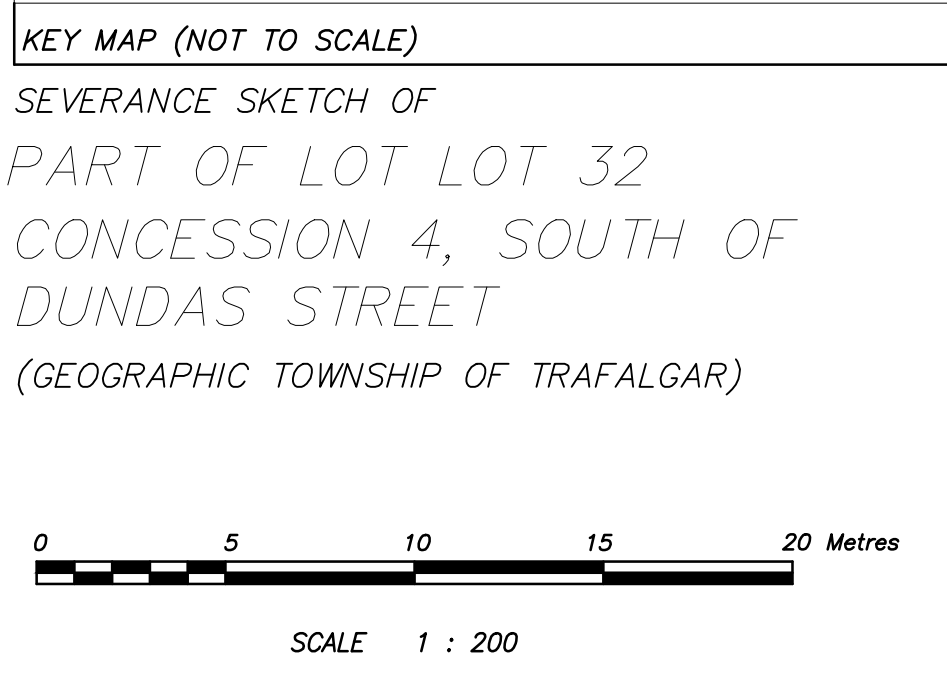 KEY MAP (NOT TO SCALE)
SEVERANCE SKETCH OF
PART OF LOT LOT 32
CONCESSION 4, SOUTH OF
DUNDAS STREET
(GEOGRAPHIC TOWNSHIP OF TRAFALGAR)
0 5 10 15 20 Metres
SCALE 1 : 200